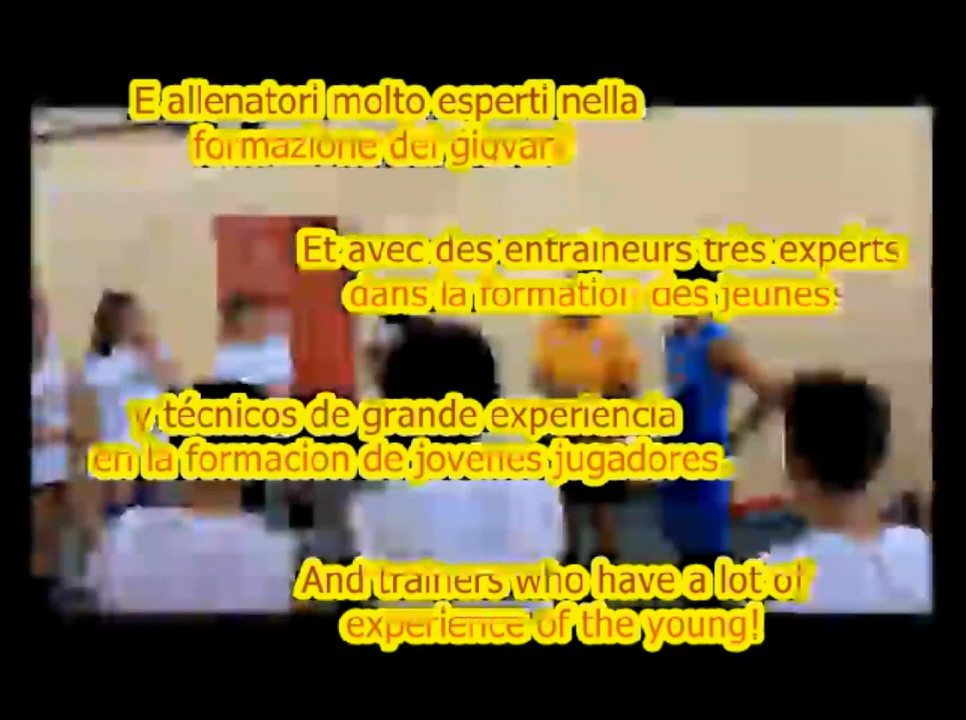 E allenatori molto esperti nella
formazione dei giovani
Et avec des entraineurs très experts
dans la formation des jeunes
y técnicos de grande experiencia
en la formacion de jovenes jugadores.
And trainers who have a lot of
experience of the young!